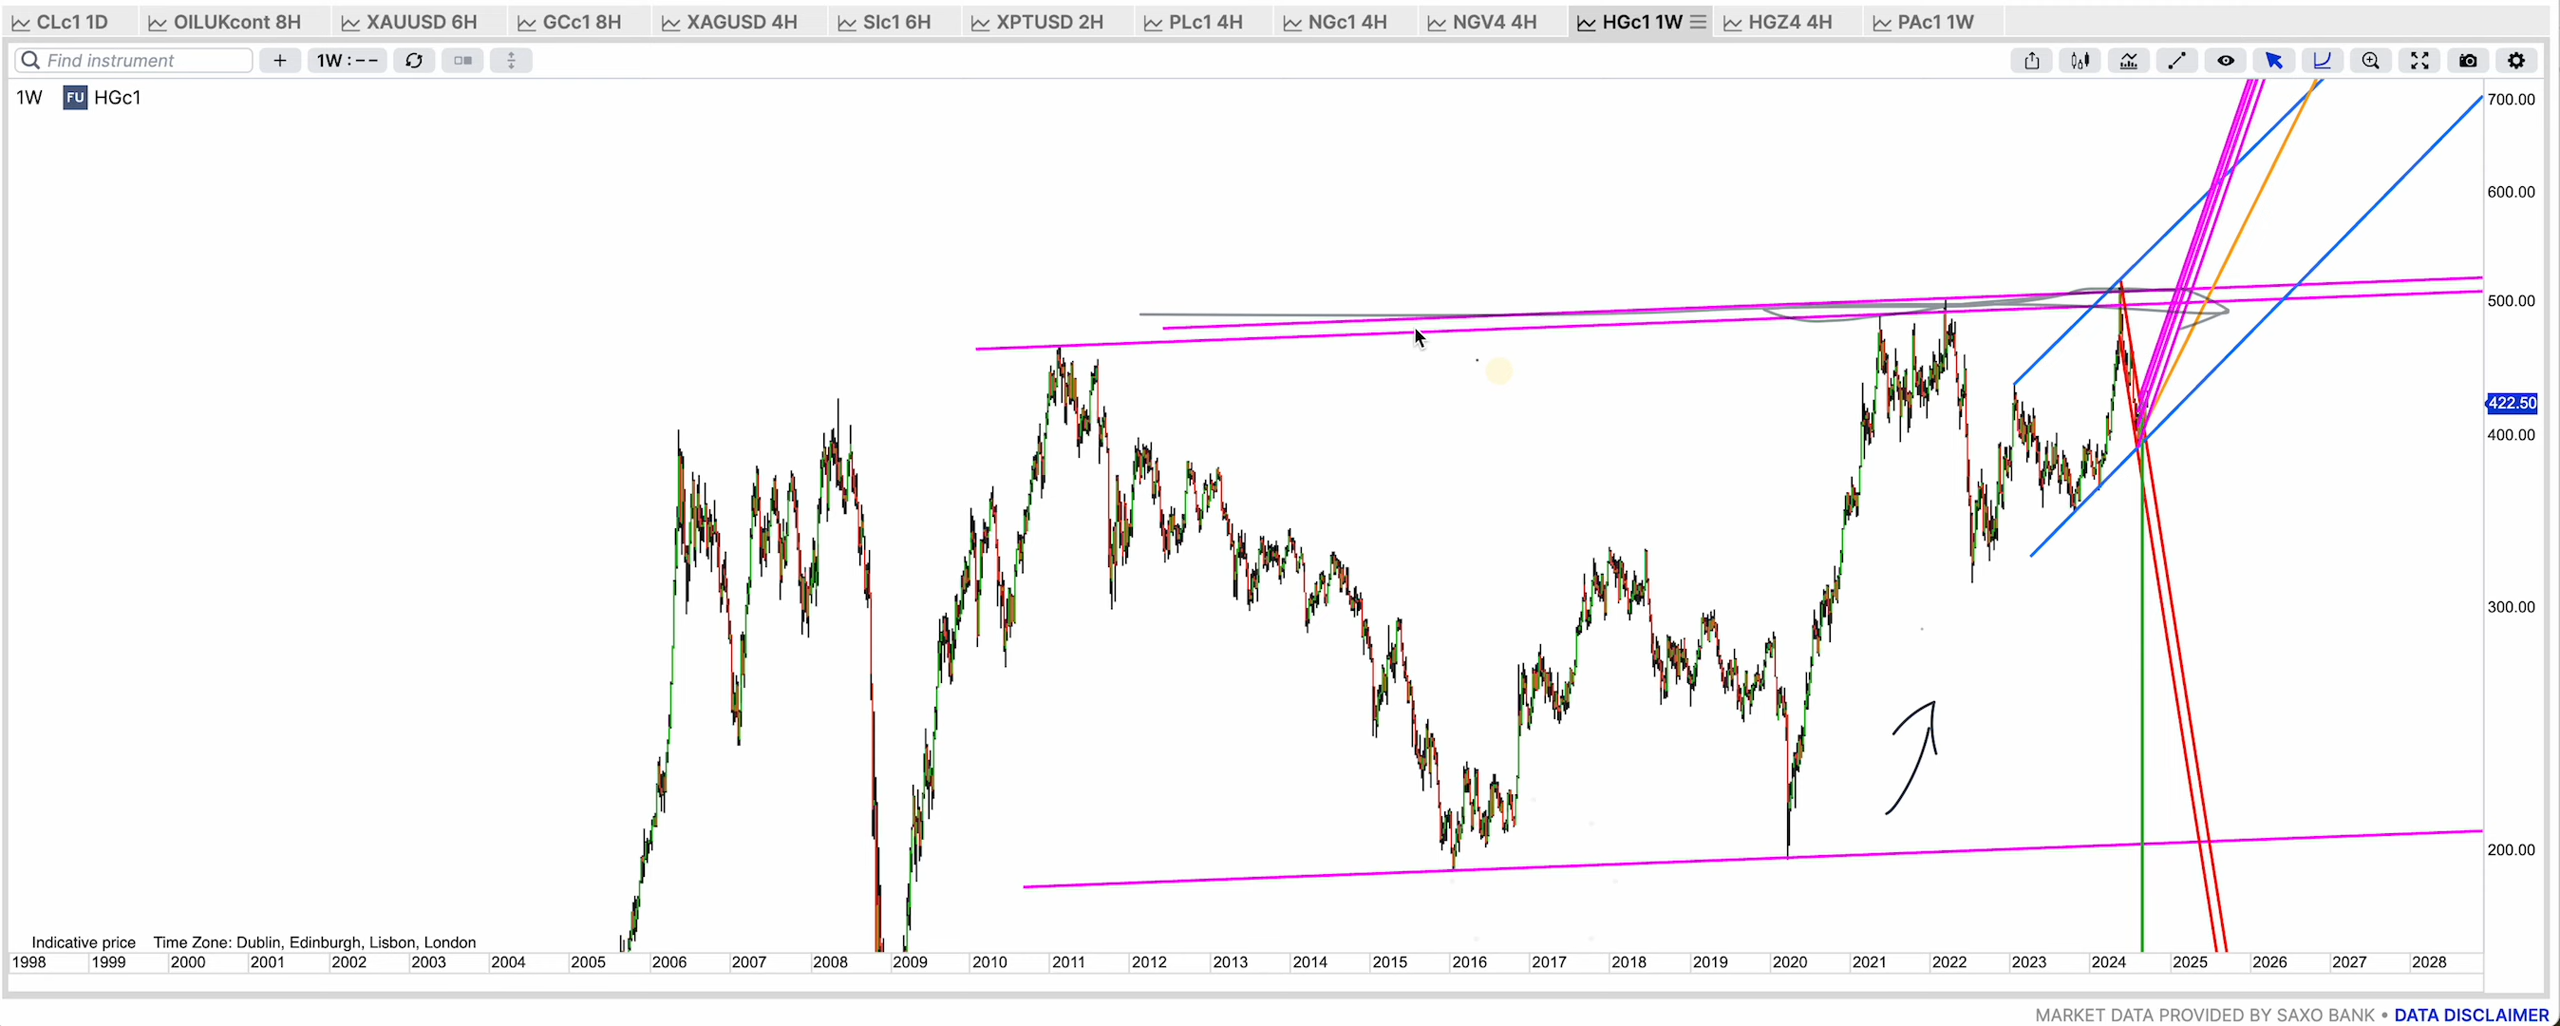 CLc1 1D OILUKcont 8H XAUUSD 6H GCc1 8H XAGUSD 4H SIc1 6H XPTUSD 2H PLc1 4H NGc1 4H NGV4 4H HGc1 1W HGZ4 4H PAc1 1W
Find instrument + 1W : --
1W FU HGc1
700.00
600.00
500.00
422.50
400.00
300.00
200.00
Indicative price Time Zone: Dublin, Edinburgh, Lisbon, London
1998 1999 2000 2001 2002 2003 2004 2005 2006 2007 2008 2009 2010 2011 2012 2013 2014 2015 2016 2017 2018 2019 2020 2021 2022 2023 2024 2025 2026 2027 2028
MARKET DATA PROVIDED BY SAXO BANK • DATA DISCLAIMER